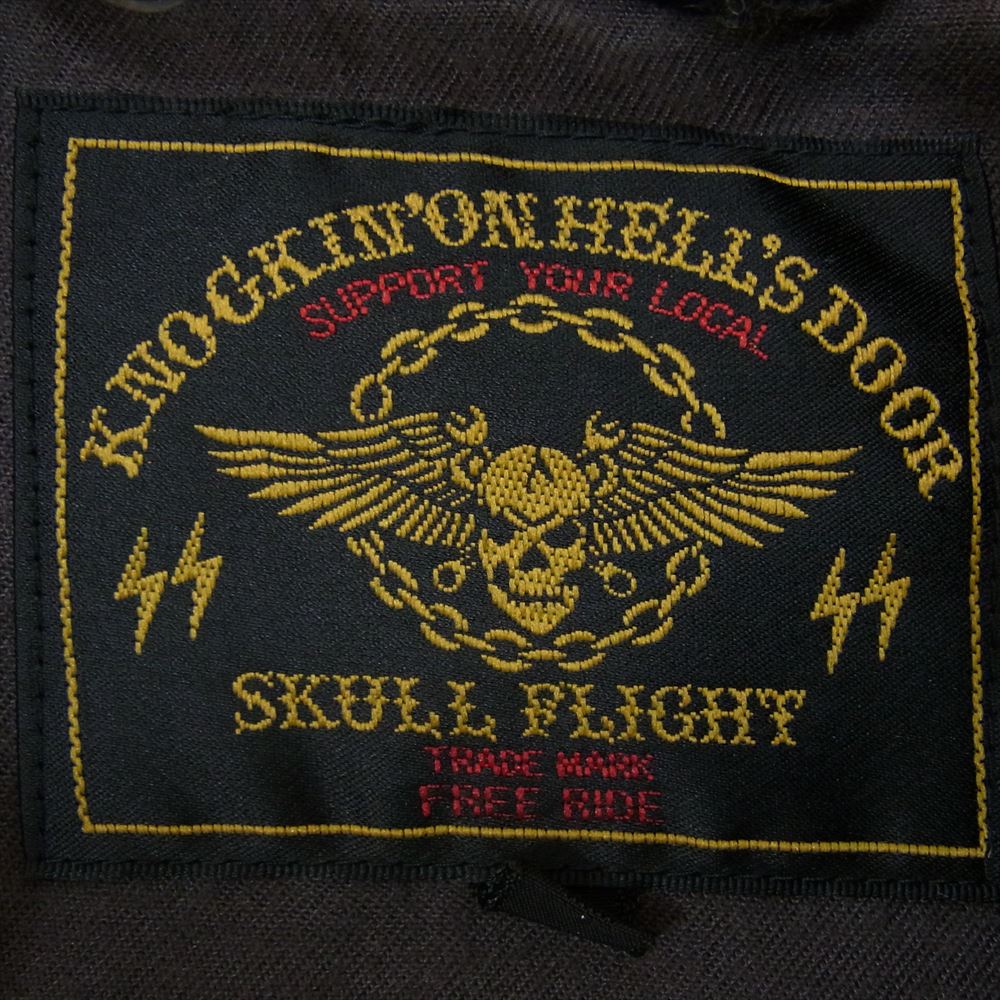 KNOCKIN'ON HELL'S DOOR
SUPPORT YOUR LOCAL
SKULL FLIGHT
TRADE MARK
FREE RIDE